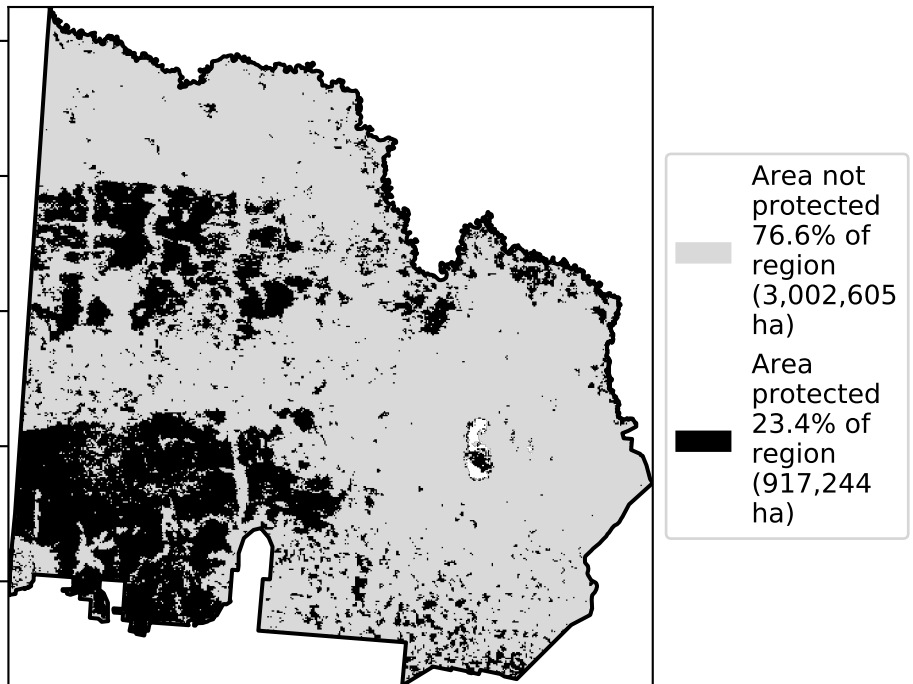 Area not
protected
76.6% of
region
(3,002,605
ha)
Area
protected
23.4% of
region
(917,244
ha)